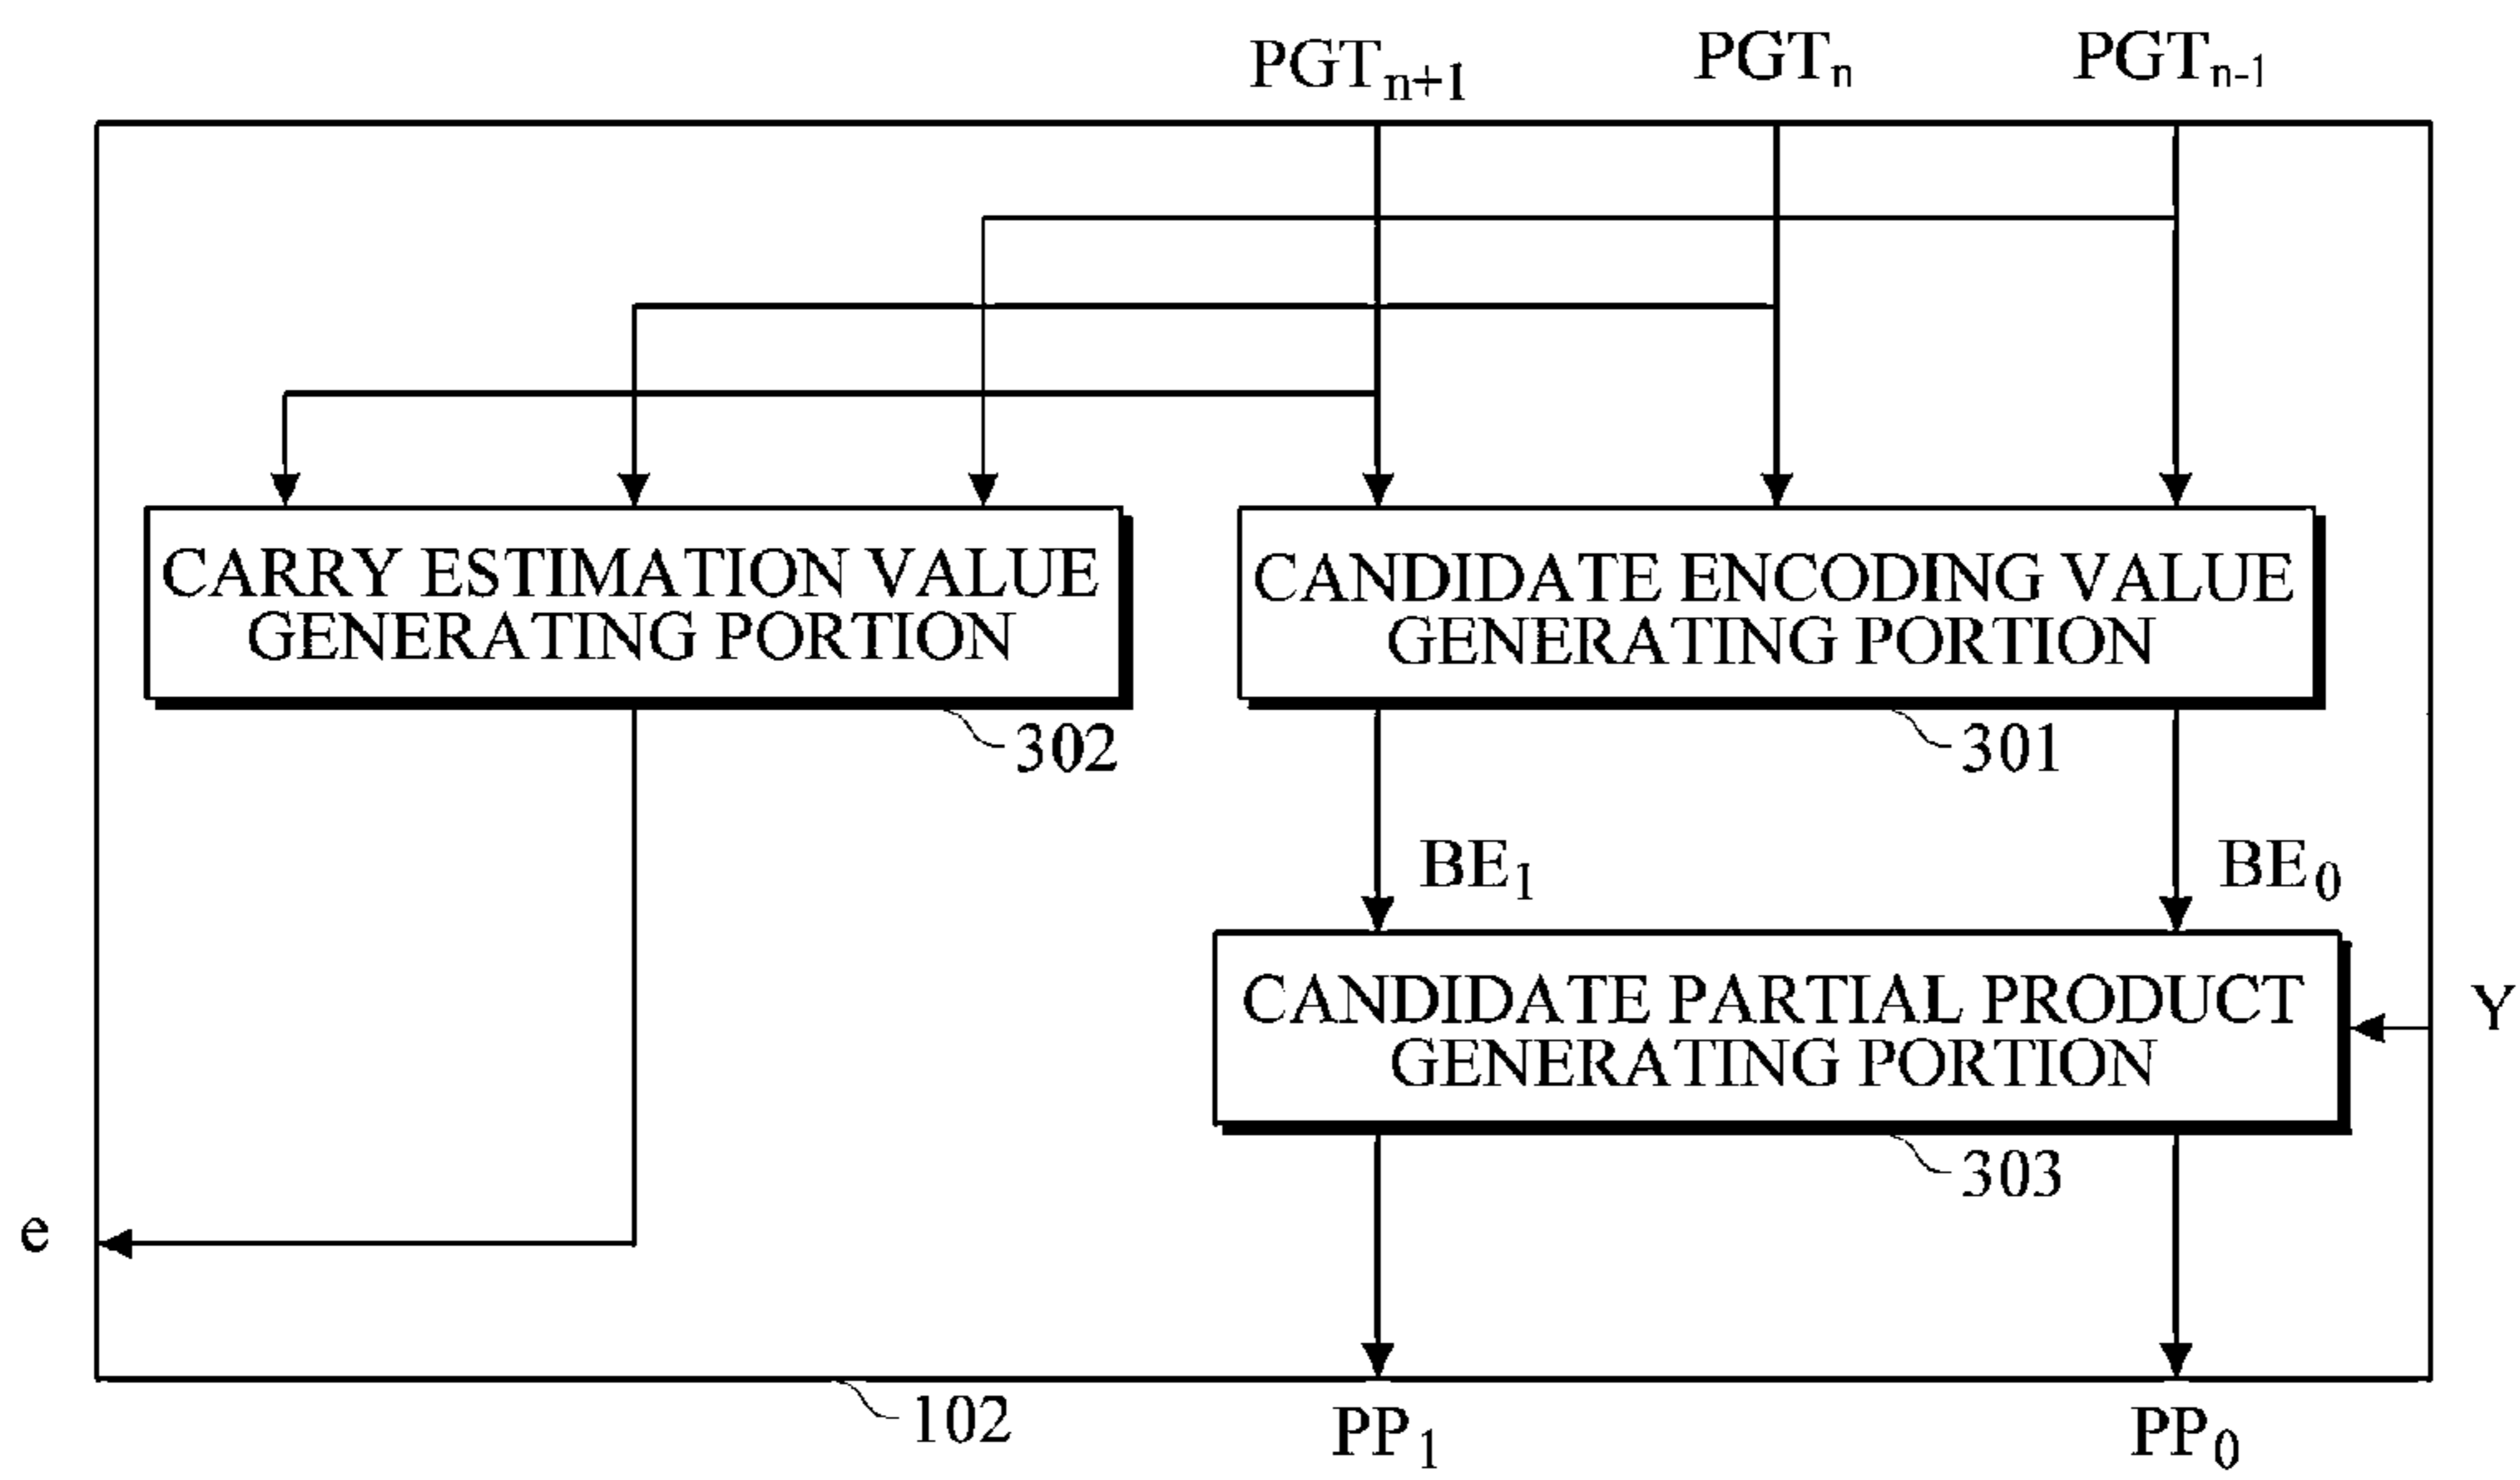 PGTn+1 PGTn PGTn-1
CARRY ESTIMATION VALUE
GENERATING PORTION
302
CANDIDATE ENCODING VALUE
GENERATING PORTION
301
BE1 BE0
CANDIDATE PARTIAL PRODUCT
GENERATING PORTION
Y
303
e
102
PP1 PP0